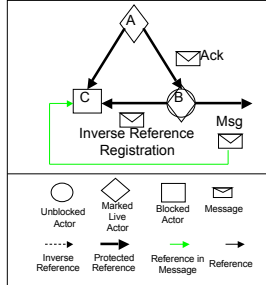 A
Ack
C
B
Msg
Inverse Reference
Registration
Unblocked
Actor
Marked
Live
Actor
Blocked
Actor
Message
Inverse
Reference
Protected
Reference
Reference in
Message
Reference